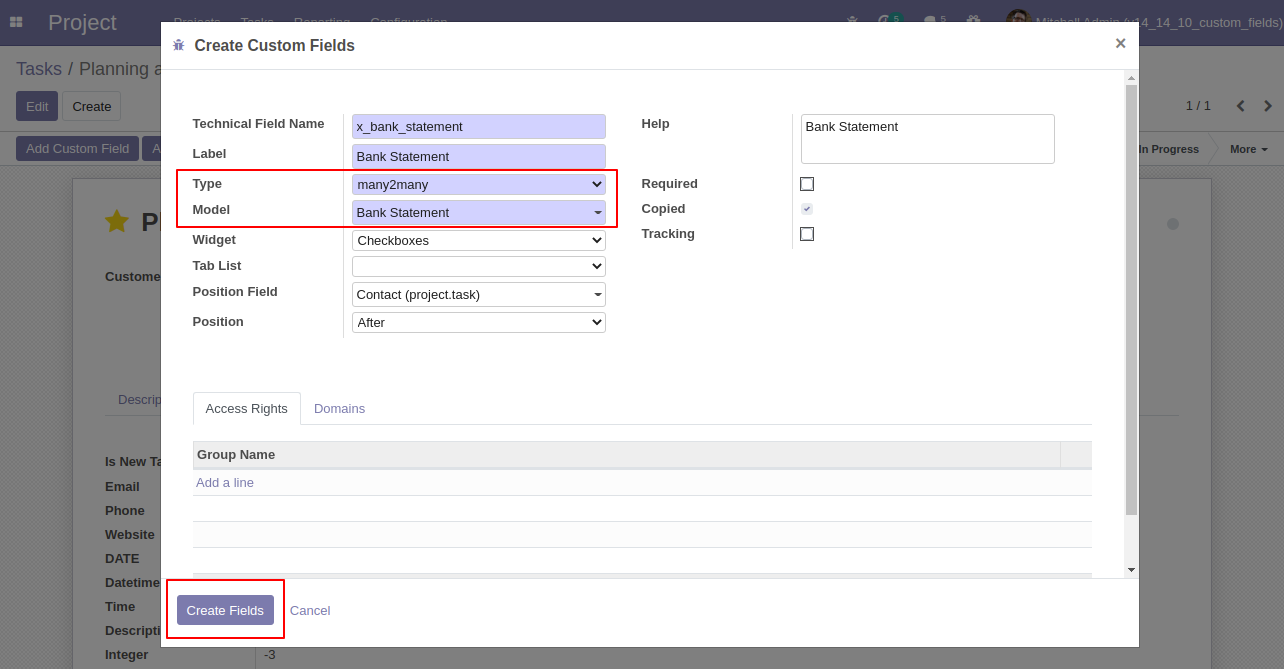 Project Projects Tasks Reporting Configuration 5 5 Mitchell Admin (v14_14_10_custom_fields)
Create Custom Fields ×
Tasks / Planning a
Edit Create 1 / 1
Add Custom Field A In Progress More
Technical Field Name x_bank_statement Help Bank Statement
Label Bank Statement
Type many2many Required
Model Bank Statement Copied
Widget Checkboxes Tracking
Tab List
Position Field Contact (project.task)
Position After
Pl
Custome
Descrip
Access Rights Domains
Group Name
Add a line
Is New Ta
Email
Phone
Website
DATE
Datetime
Time
Descripti
Integer -3
Create Fields Cancel